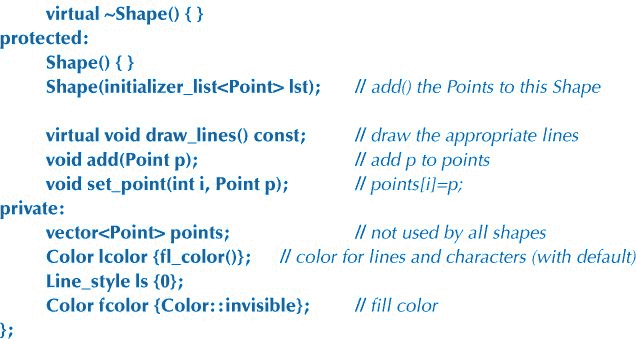 virtual ~Shape() { }
protected:
Shape() { }
Shape(initializer_list<Point> lst); // add() the Points to this Shape
virtual void draw_lines() const; // draw the appropriate lines
void add(Point p); // add p to points
void set_point(int i, Point p); // points[i]=p;
private:
vector<Point> points; // not used by all shapes
Color lcolor {fl_color()}; // color for lines and characters (with default)
Line_style ls {0};
Color fcolor {Color::invisible}; // fill color
};